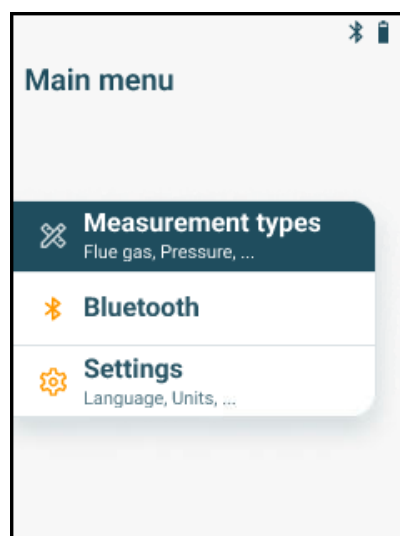 Main menu
Measurement types
Flue gas, Pressure, ...
Bluetooth
Settings
Language, Units, ...